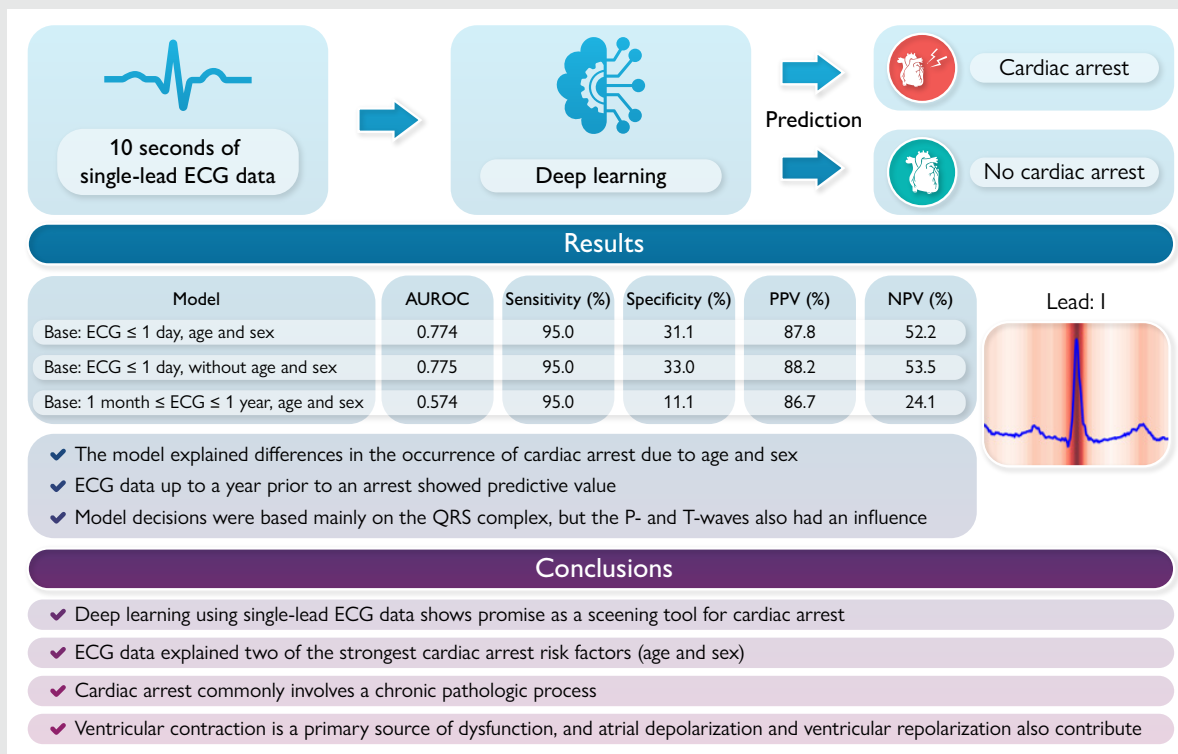 10 seconds of
single-lead ECG data
Deep learning
Prediction
Cardiac arrest
No cardiac arrest
Results
Model AUROC Sensitivity (%) Specificity (%) PPV (%) NPV (%)
Base: ECG ≤ 1 day, age and sex 0.774 95.0 31.1 87.8 52.2
Base: ECG ≤ 1 day, without age and sex 0.775 95.0 33.0 88.2 53.5
Base: 1 month ≤ ECG ≤ 1 year, age and sex 0.574 95.0 11.1 86.7 24.1
Lead: I
The model explained differences in the occurrence of cardiac arrest due to age and sex
ECG data up to a year prior to an arrest showed predictive value
Model decisions were based mainly on the QRS complex, but the P- and T-waves also had an influence
Conclusions
Deep learning using single-lead ECG data shows promise as a sceening tool for cardiac arrest
ECG data explained two of the strongest cardiac arrest risk factors (age and sex)
Cardiac arrest commonly involves a chronic pathologic process
Ventricular contraction is a primary source of dysfunction, and atrial depolarization and ventricular repolarization also contribute